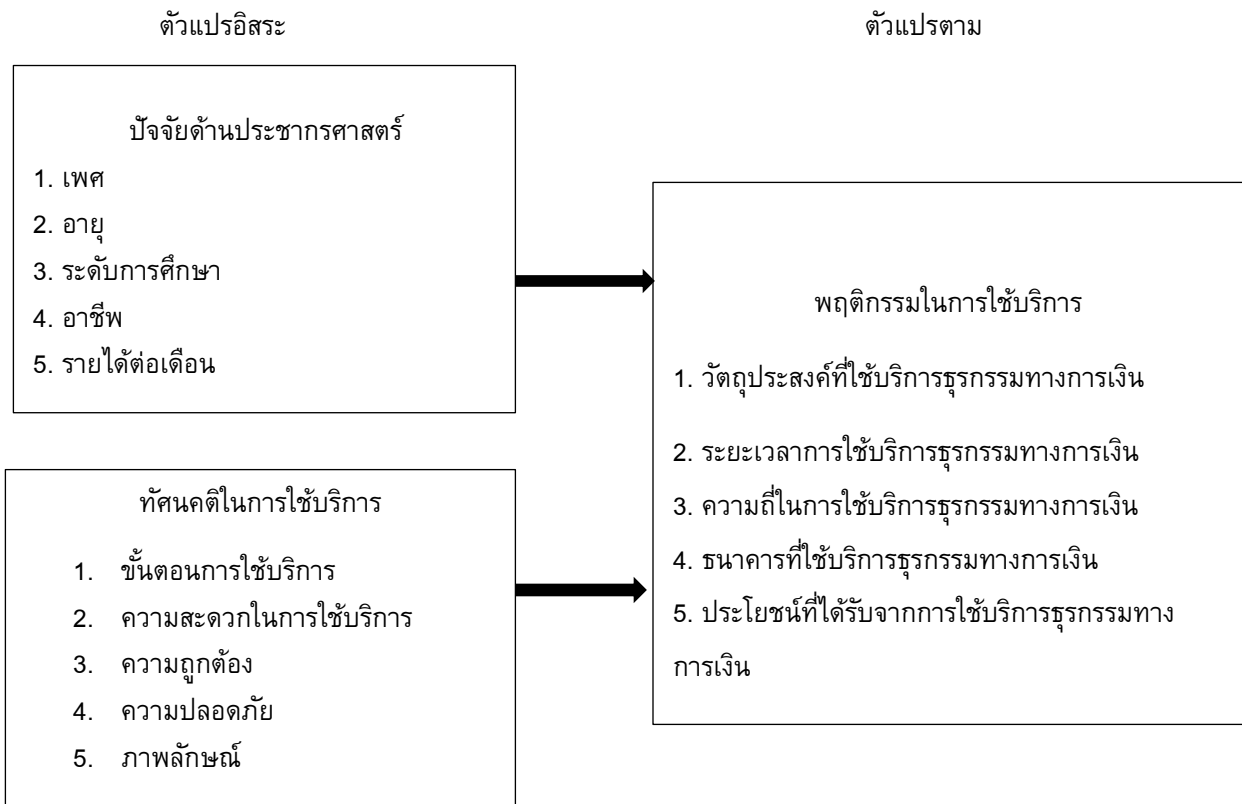 ตัวแปรอิสระ
ตัวแปรตาม
ปัจจัยด้านประชากรศาสตร์
1. เพศ
2. อายุ
3. ระดับการศึกษา
4. อาชีพ
5. รายได้ต่อเดือน
ทัศนคติในการใช้บริการ
1. ขั้นตอนการใช้บริการ
2. ความสะดวกในการใช้บริการ
3. ความถูกต้อง
4. ความปลอดภัย
5. ภาพลักษณ์
พฤติกรรมในการใช้บริการ
1. วัตถุประสงค์ที่ใช้บริการธุรกรรมทางการเงิน
2. ระยะเวลาการใช้บริการธุรกรรมทางการเงิน
3. ความถี่ในการใช้บริการธุรกรรมทางการเงิน
4. ธนาคารที่ใช้บริการธุรกรรมทางการเงิน
5. ประโยชน์ที่ได้รับจากการใช้บริการธุรกรรมทาง
การเงิน